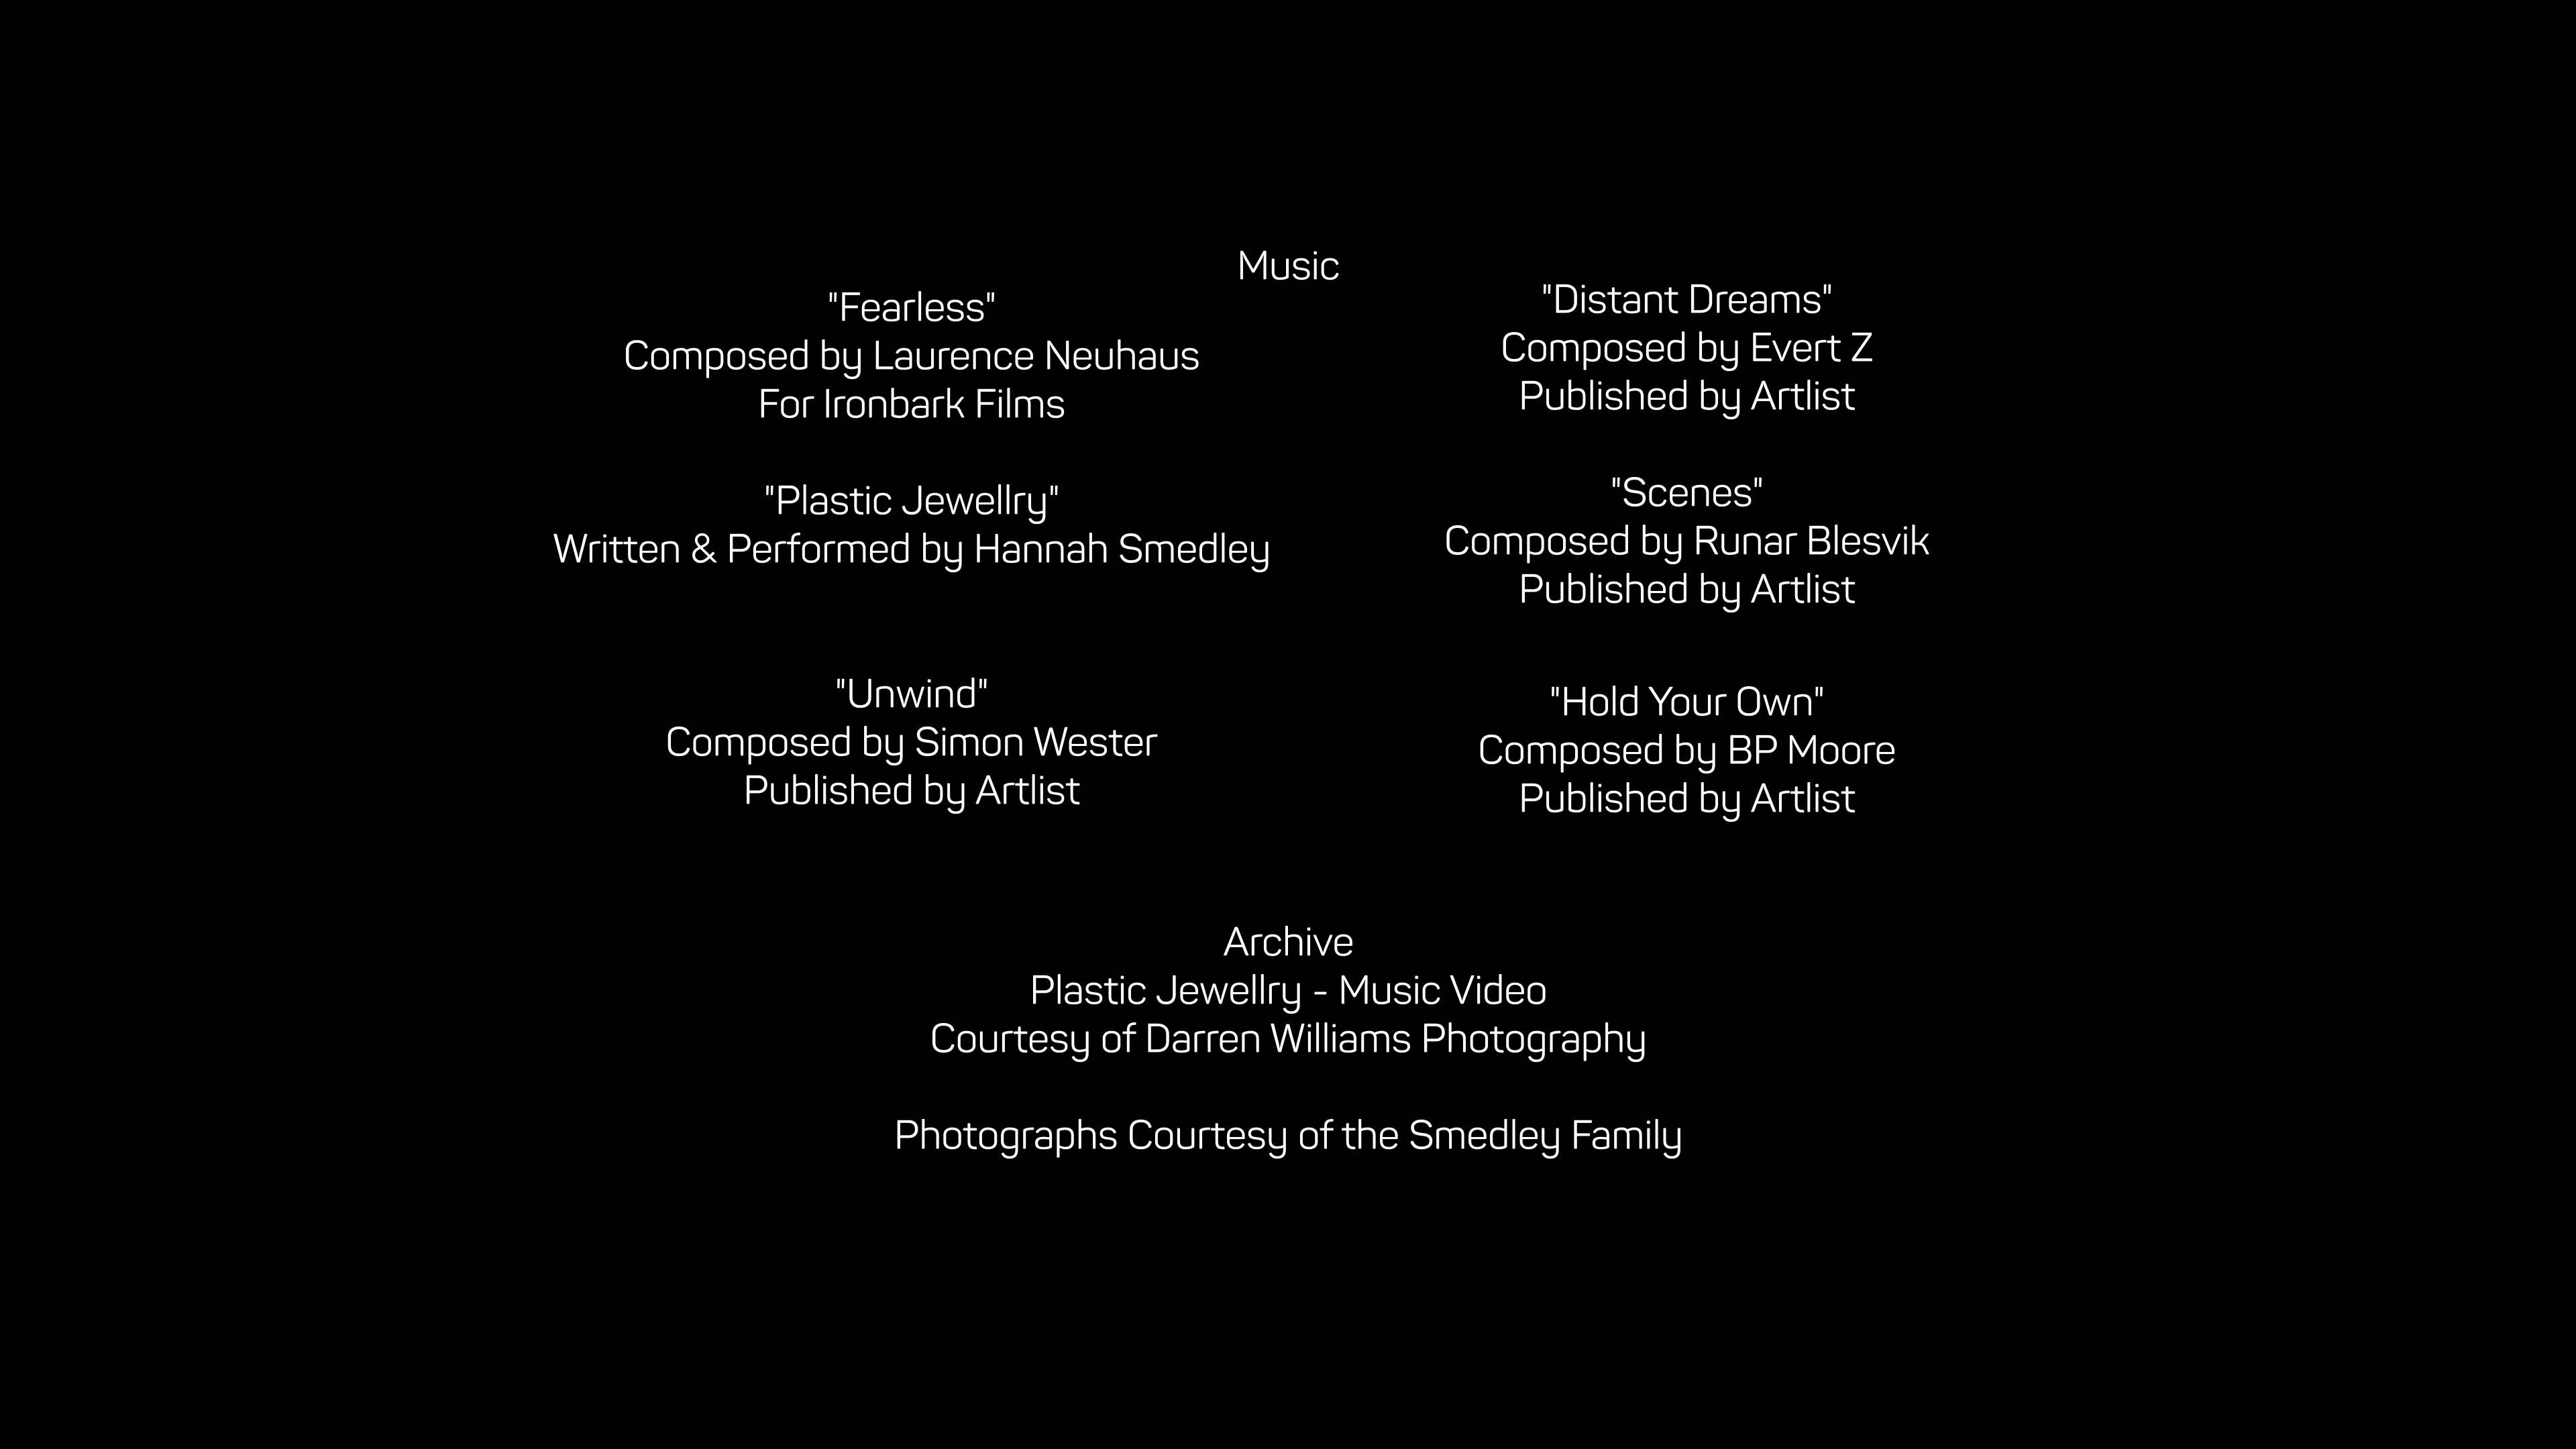 Music
"Fearless"
Composed by Laurence Neuhaus
For Ironbark Films
"Plastic Jewellry"
Written & Performed by Hannah Smedley
"Unwind"
Composed by Simon Wester
Published by Artlist
"Distant Dreams"
Composed by Evert Z
Published by Artlist
"Scenes"
Composed by Runar Blesvik
Published by Artlist
"Hold Your Own"
Composed by BP Moore
Published by Artlist
Archive
Plastic Jewellry - Music Video
Courtesy of Darren Williams Photography
Photographs Courtesy of the Smedley Family